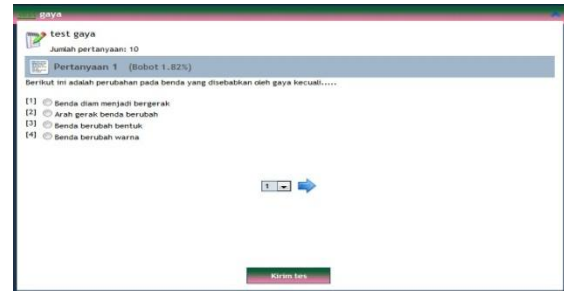 test gaya
test gaya
Jumlah pertanyaan: 10
Pertanyaan 1 (Bobot 1.82%)
Berikut ini adalah perubahan pada benda yang disebabkan oleh gaya kecuali.....
[1] Benda diam menjadi bergerak
[2] Arah gerak benda berubah
[3] Benda berubah bentuk
[4] Benda berubah warna
1
Kirim tes